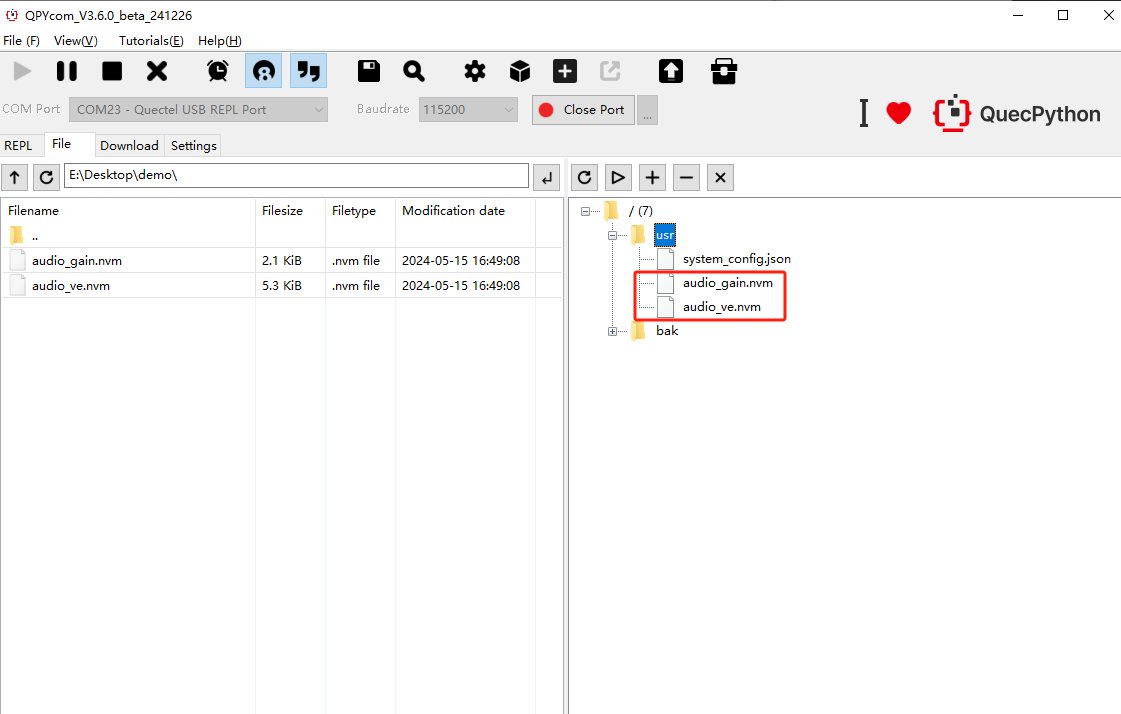 QPYcom_V3.6.0_beta_241226
File (F) View(V) Tutorials(E) Help(H)
COM Port COM23 - Quectel USB REPL Port Baudrate 115200 Close Port ... I QuecPython
REPL File Download Settings
E:\Desktop\demo\
Filename Filesize Filetype Modification date
..
audio_gain.nvm 2.1 KiB .nvm file 2024-05-15 16:49:08
audio_ve.nvm 5.3 KiB .nvm file 2024-05-15 16:49:08
/ (7)
usr
system_config.json
audio_gain.nvm
audio_ve.nvm
bak